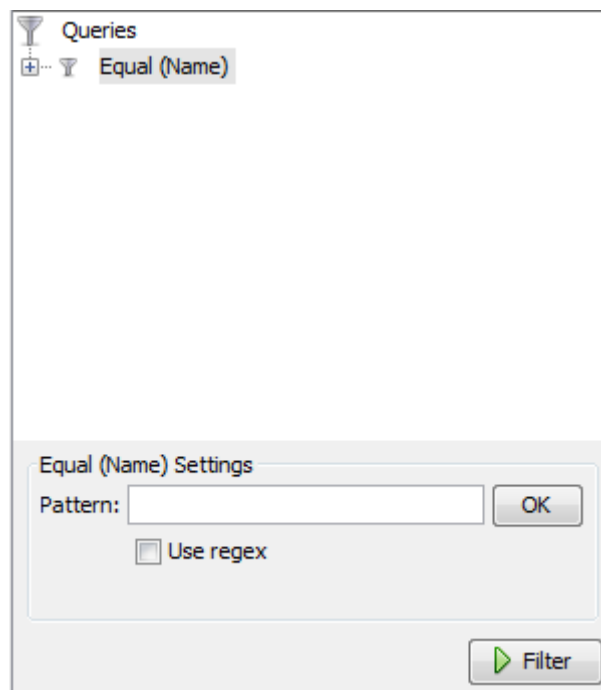 Queries
Equal (Name)
Equal (Name) Settings
Pattern: OK
Use regex
Filter